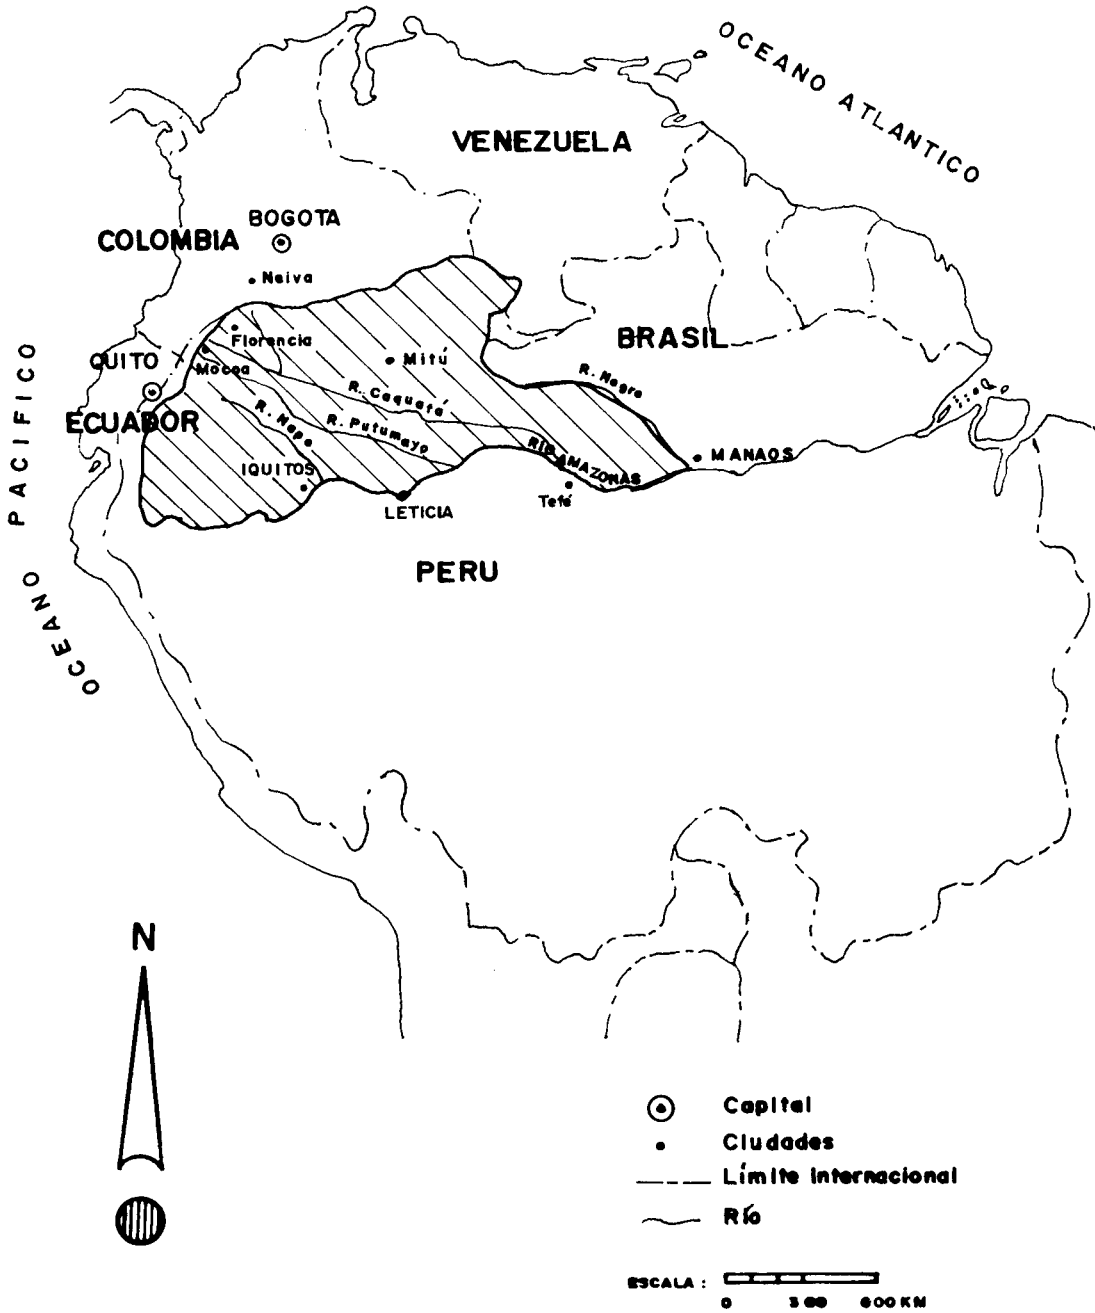 OCEANO ATLANTICO
VENEZUELA
BOGOTA
COLOMBIA
Neiva
BRASIL
Florencia
QUITO
Mocoa
Mitú
R. Negro
R. Caquetá
ECUADOR
R. Napo
R. Putumayo
RÍO AMAZONAS
MANAOS
IQUITOS
Tefé
LETICIA
PERU
OCEANO PACIFICO
N
Capital
Ciudades
Límite internacional
Río
ESCALA :
0 300 600 KM